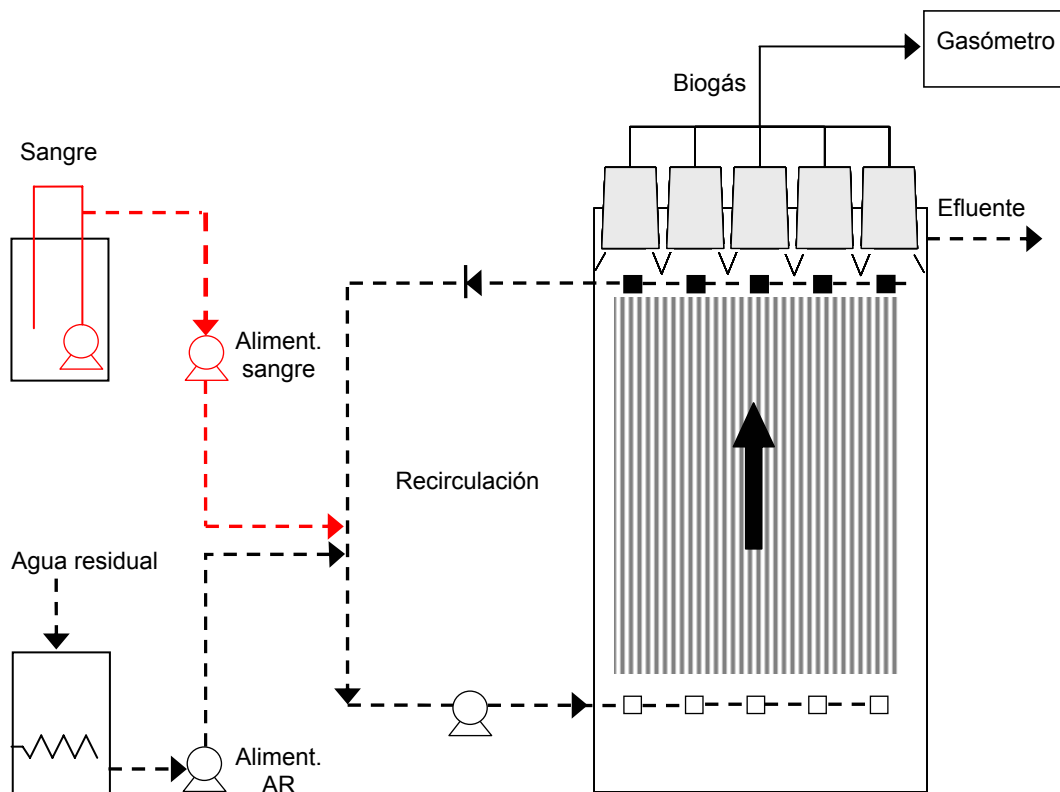 Gasómetro
Biogás
Sangre
Efluente
Aliment.
sangre
Recirculación
Agua residual
Aliment.
AR